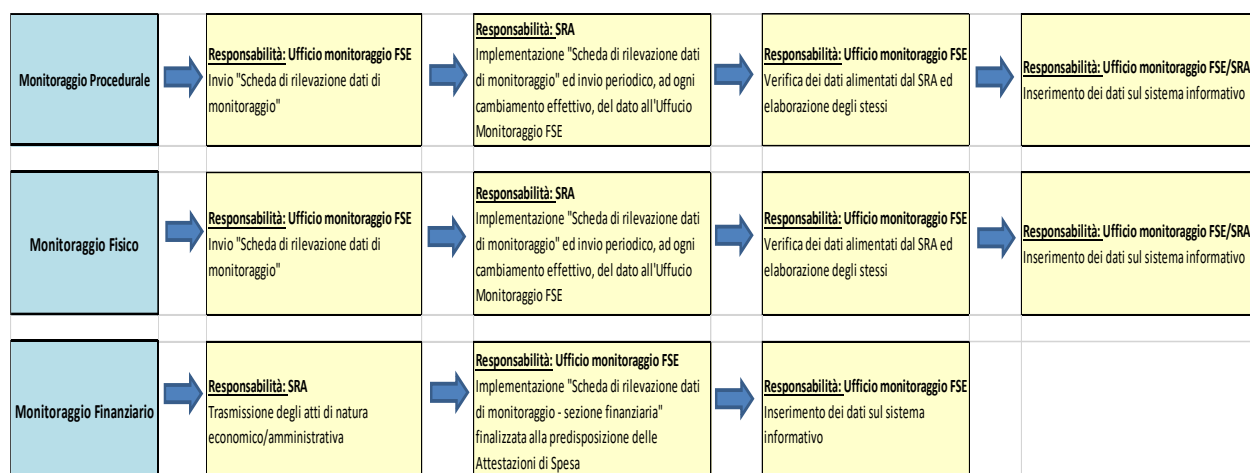 Monitoraggio Procedurale
Responsabilità: Ufficio monitoraggio FSE
Invio "Scheda di rilevazione dati di
monitoraggio"
Responsabilità: SRA
Implementazione "Scheda di rilevazione dati
di monitoraggio" ed invio periodico, ad ogni
cambiamento effettivo, del dato all'Uffucio
Monitoraggio FSE
Responsabilità: Ufficio monitoraggio FSE
Verifica dei dati alimentati dal SRA ed
elaborazione degli stessi
Responsabilità: Ufficio monitoraggio FSE/SRA
Inserimento dei dati sul sistema informativo
Monitoraggio Fisico
Responsabilità: Ufficio monitoraggio FSE
Invio "Scheda di rilevazione dati di
monitoraggio"
Responsabilità: SRA
Implementazione "Scheda di rilevazione dati
di monitoraggio" ed invio periodico, ad ogni
cambiamento effettivo, del dato all'Uffucio
Monitoraggio FSE
Responsabilità: Ufficio monitoraggio FSE
Verifica dei dati alimentati dal SRA ed
elaborazione degli stessi
Responsabilità: Ufficio monitoraggio FSE/SRA
Inserimento dei dati sul sistema informativo
Monitoraggio Finanziario
Responsabilità: SRA
Trasmissione degli atti di natura
economico/amministrativa
Responsabilità: Ufficio monitoraggio FSE
Implementazione "Scheda di rilevazione dati
di monitoraggio - sezione finanziaria"
finalizzata alla predisposizione delle
Attestazioni di Spesa
Responsabilità: Ufficio monitoraggio FSE
Inserimento dei dati sul sistema
informativo